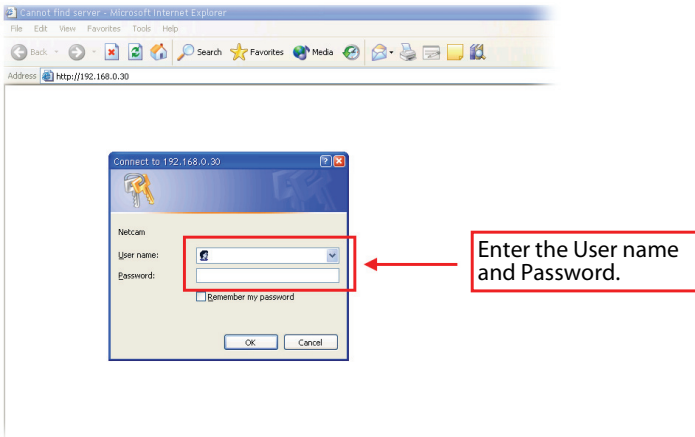 Cannot find server - Microsoft Internet Explorer
File Edit View Favorites Tools Help
Back Search Favorites Media
Address http://192.168.0.30
Connect to 192.168.0.30
Netcam
User name:
Password:
Remember my password
OK Cancel
Enter the User name
and Password.